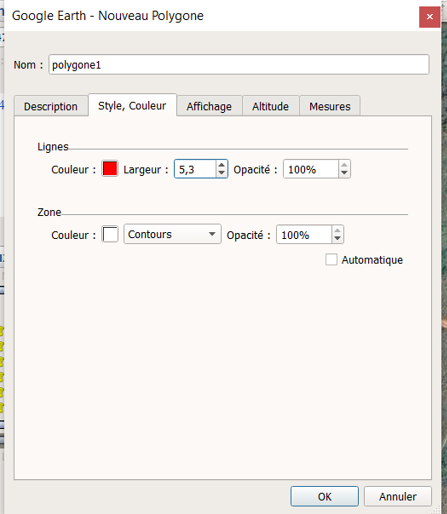 Google Earth - Nouveau Polygone
Nom : polygone1
Description Style, Couleur Affichage Altitude Mesures
Lignes
Couleur : Largeur : 5,3 Opacité : 100%
Zone
Couleur : Contours Opacité : 100%
Automatique
OK Annuler